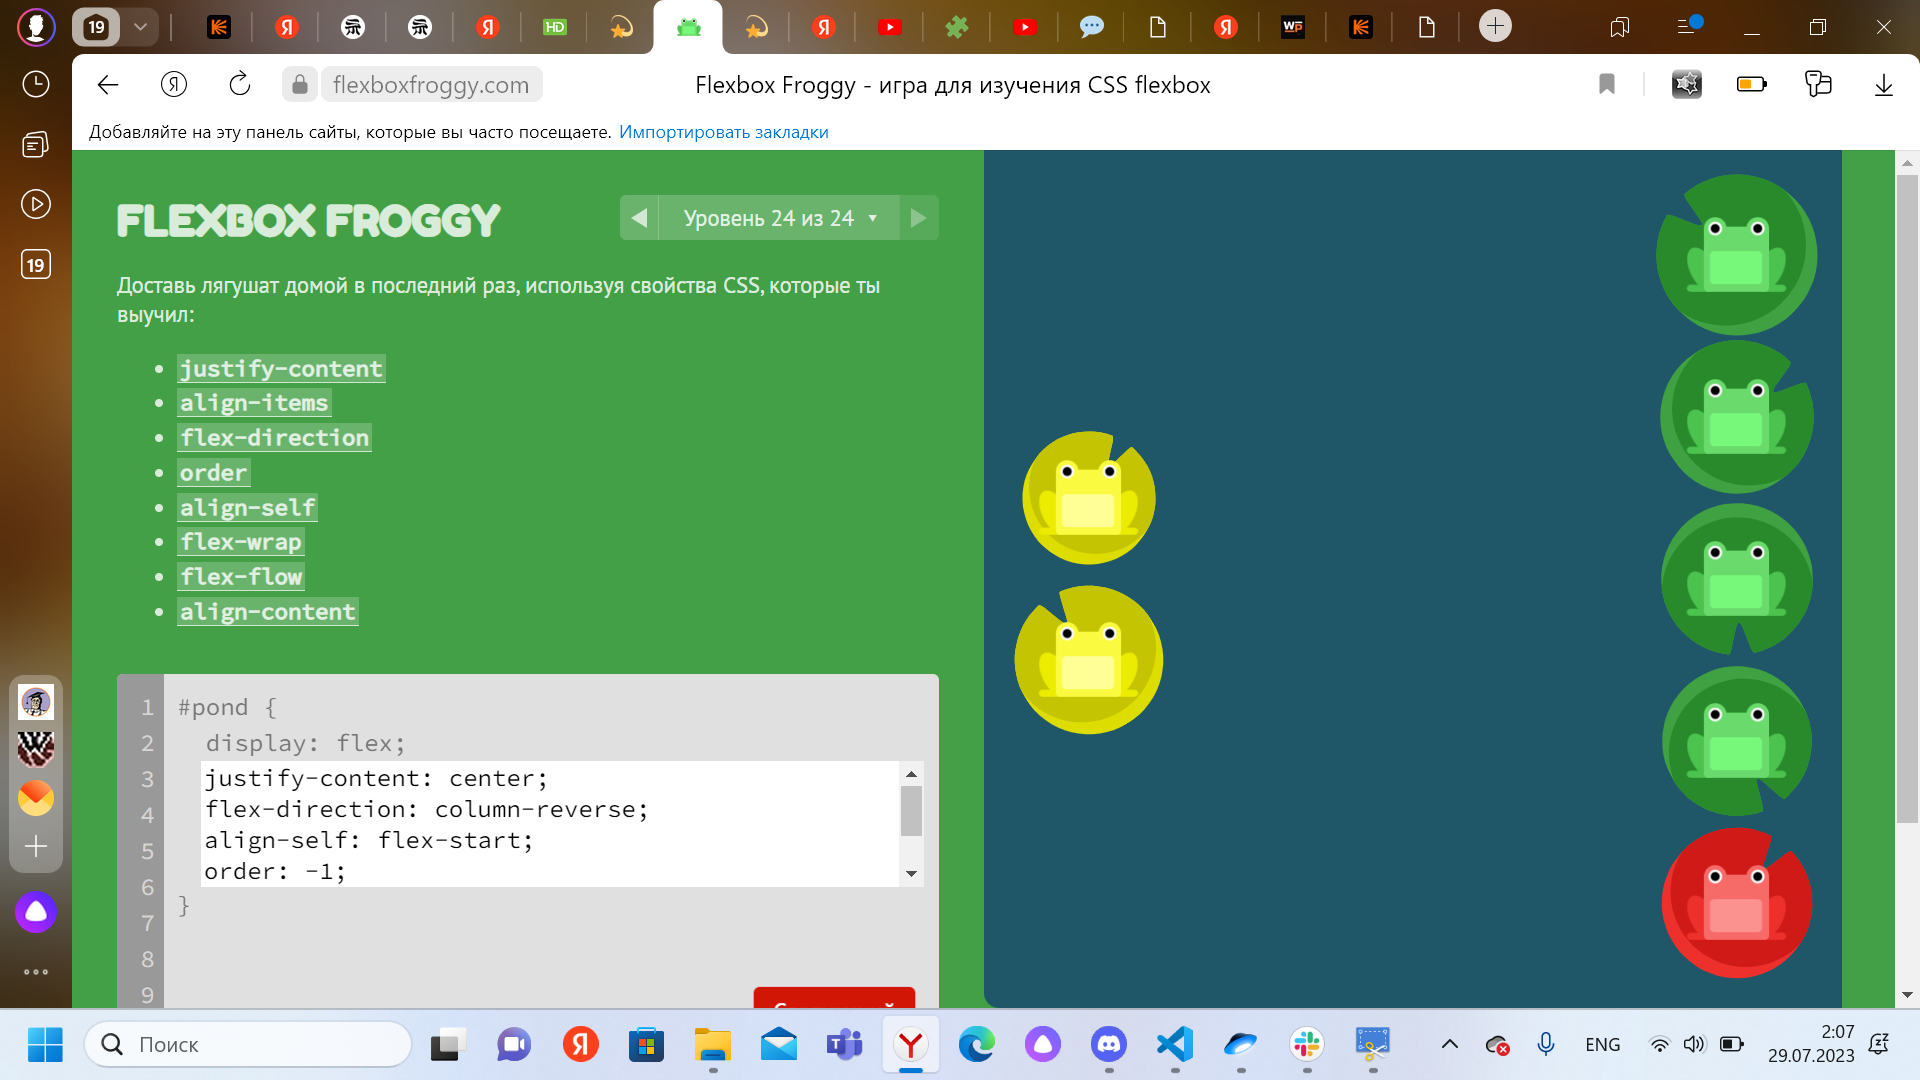 19
HD
WP
flexboxfroggy.com
Flexbox Froggy - игра для изучения CSS flexbox
Добавляйте на эту панель сайты, которые вы часто посещаете. Импортировать закладки
19
FLEXBOX FROGGY
Уровень 24 из 24
Доставь лягушат домой в последний раз, используя свойства CSS, которые ты
выучил:
justify-content
align-items
flex-direction
order
align-self
flex-wrap
flex-flow
align-content
1 #pond {
2 display: flex;
3 justify-content: center;
4 flex-direction: column-reverse;
5 align-self: flex-start;
6 order: -1;
7 }
8
9
Поиск
ENG
2:07
29.07.2023